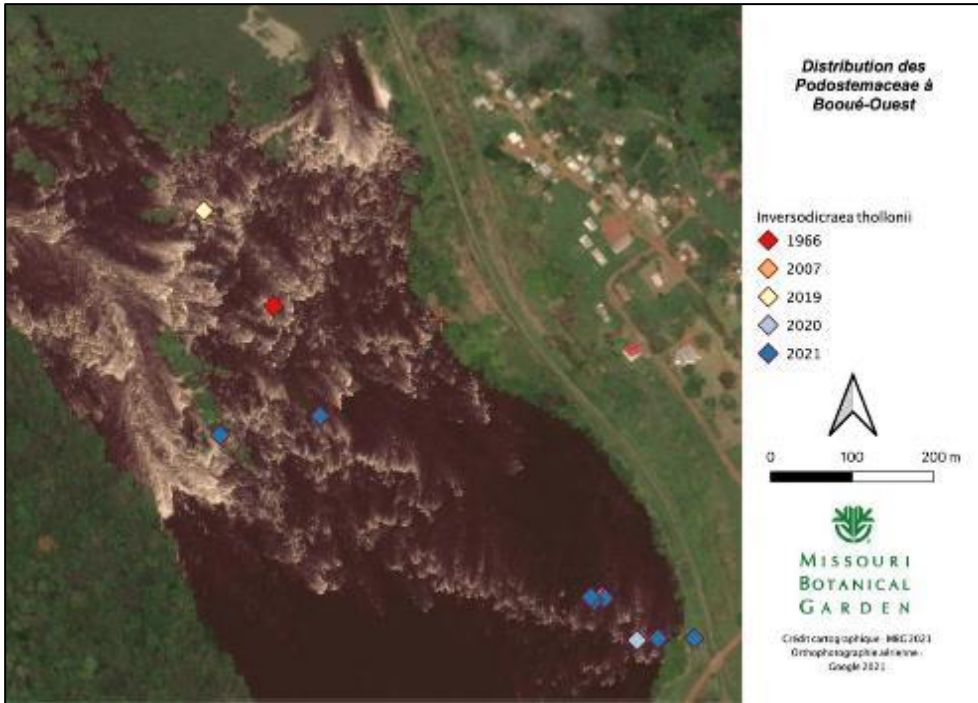 Distribution des
Podostemaceae à
Booué-Ouest
Inversodicraea thollonii
1966
2007
2019
2020
2021
0 100 200 m
MISSOURI
BOTANICAL
GARDEN
Crédit cartographique - MBG 2021
Orthophotographie aérienne -
Google 2021